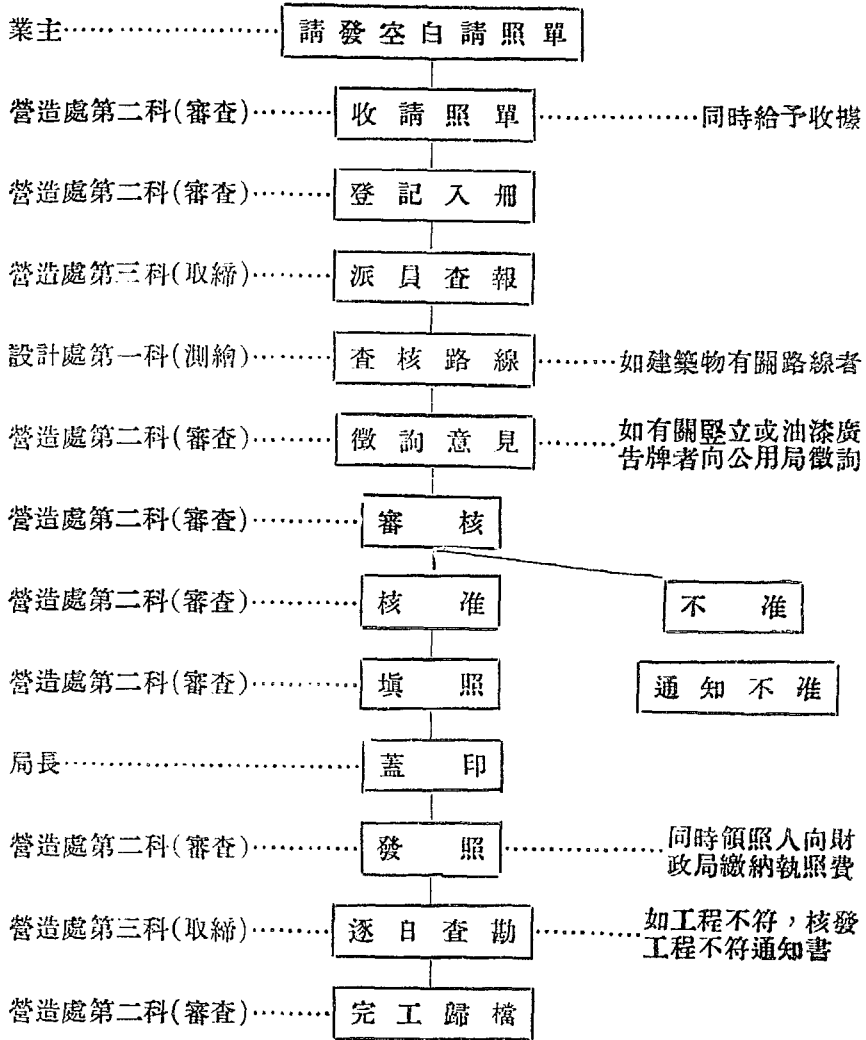 業主 請發空白請照單
營造處第二科(審查) 收請照單 同時給予收據
營造處第二科(審查) 登記入冊
營造處第三科(取締) 派員查報
設計處第一科(測繪) 查核路線 如建築物有關路線者
營造處第二科(審查) 徵詢意見 如有關堅立或油漆廣
告牌者向公用局徵詢
營造處第二科(審查) 審核
營造處第二科(審查) 核准 不准
營造處第二科(審查) 塡照 通知不准
局長 蓋印
營造處第二科(審查) 發照 同時領照人向財
政局繳納執照費
營造處第三科(取締) 逐日查勘 如工程不符，核發
工程不符通知書
營造處第二科(審查) 完工歸檔